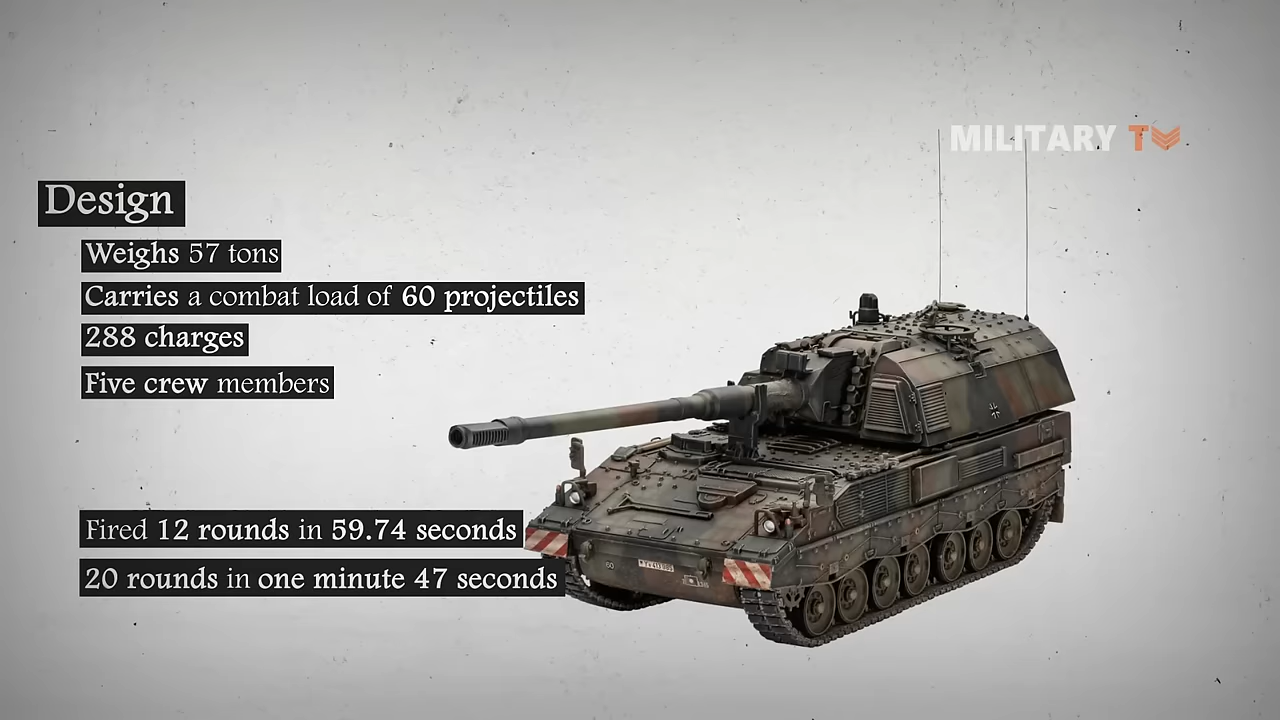 MILITARY TV
Design
Weighs 57 tons
Carries a combat load of 60 projectiles
288 charges
Five crew members
Fired 12 rounds in 59.74 seconds
20 rounds in one minute 47 seconds
60